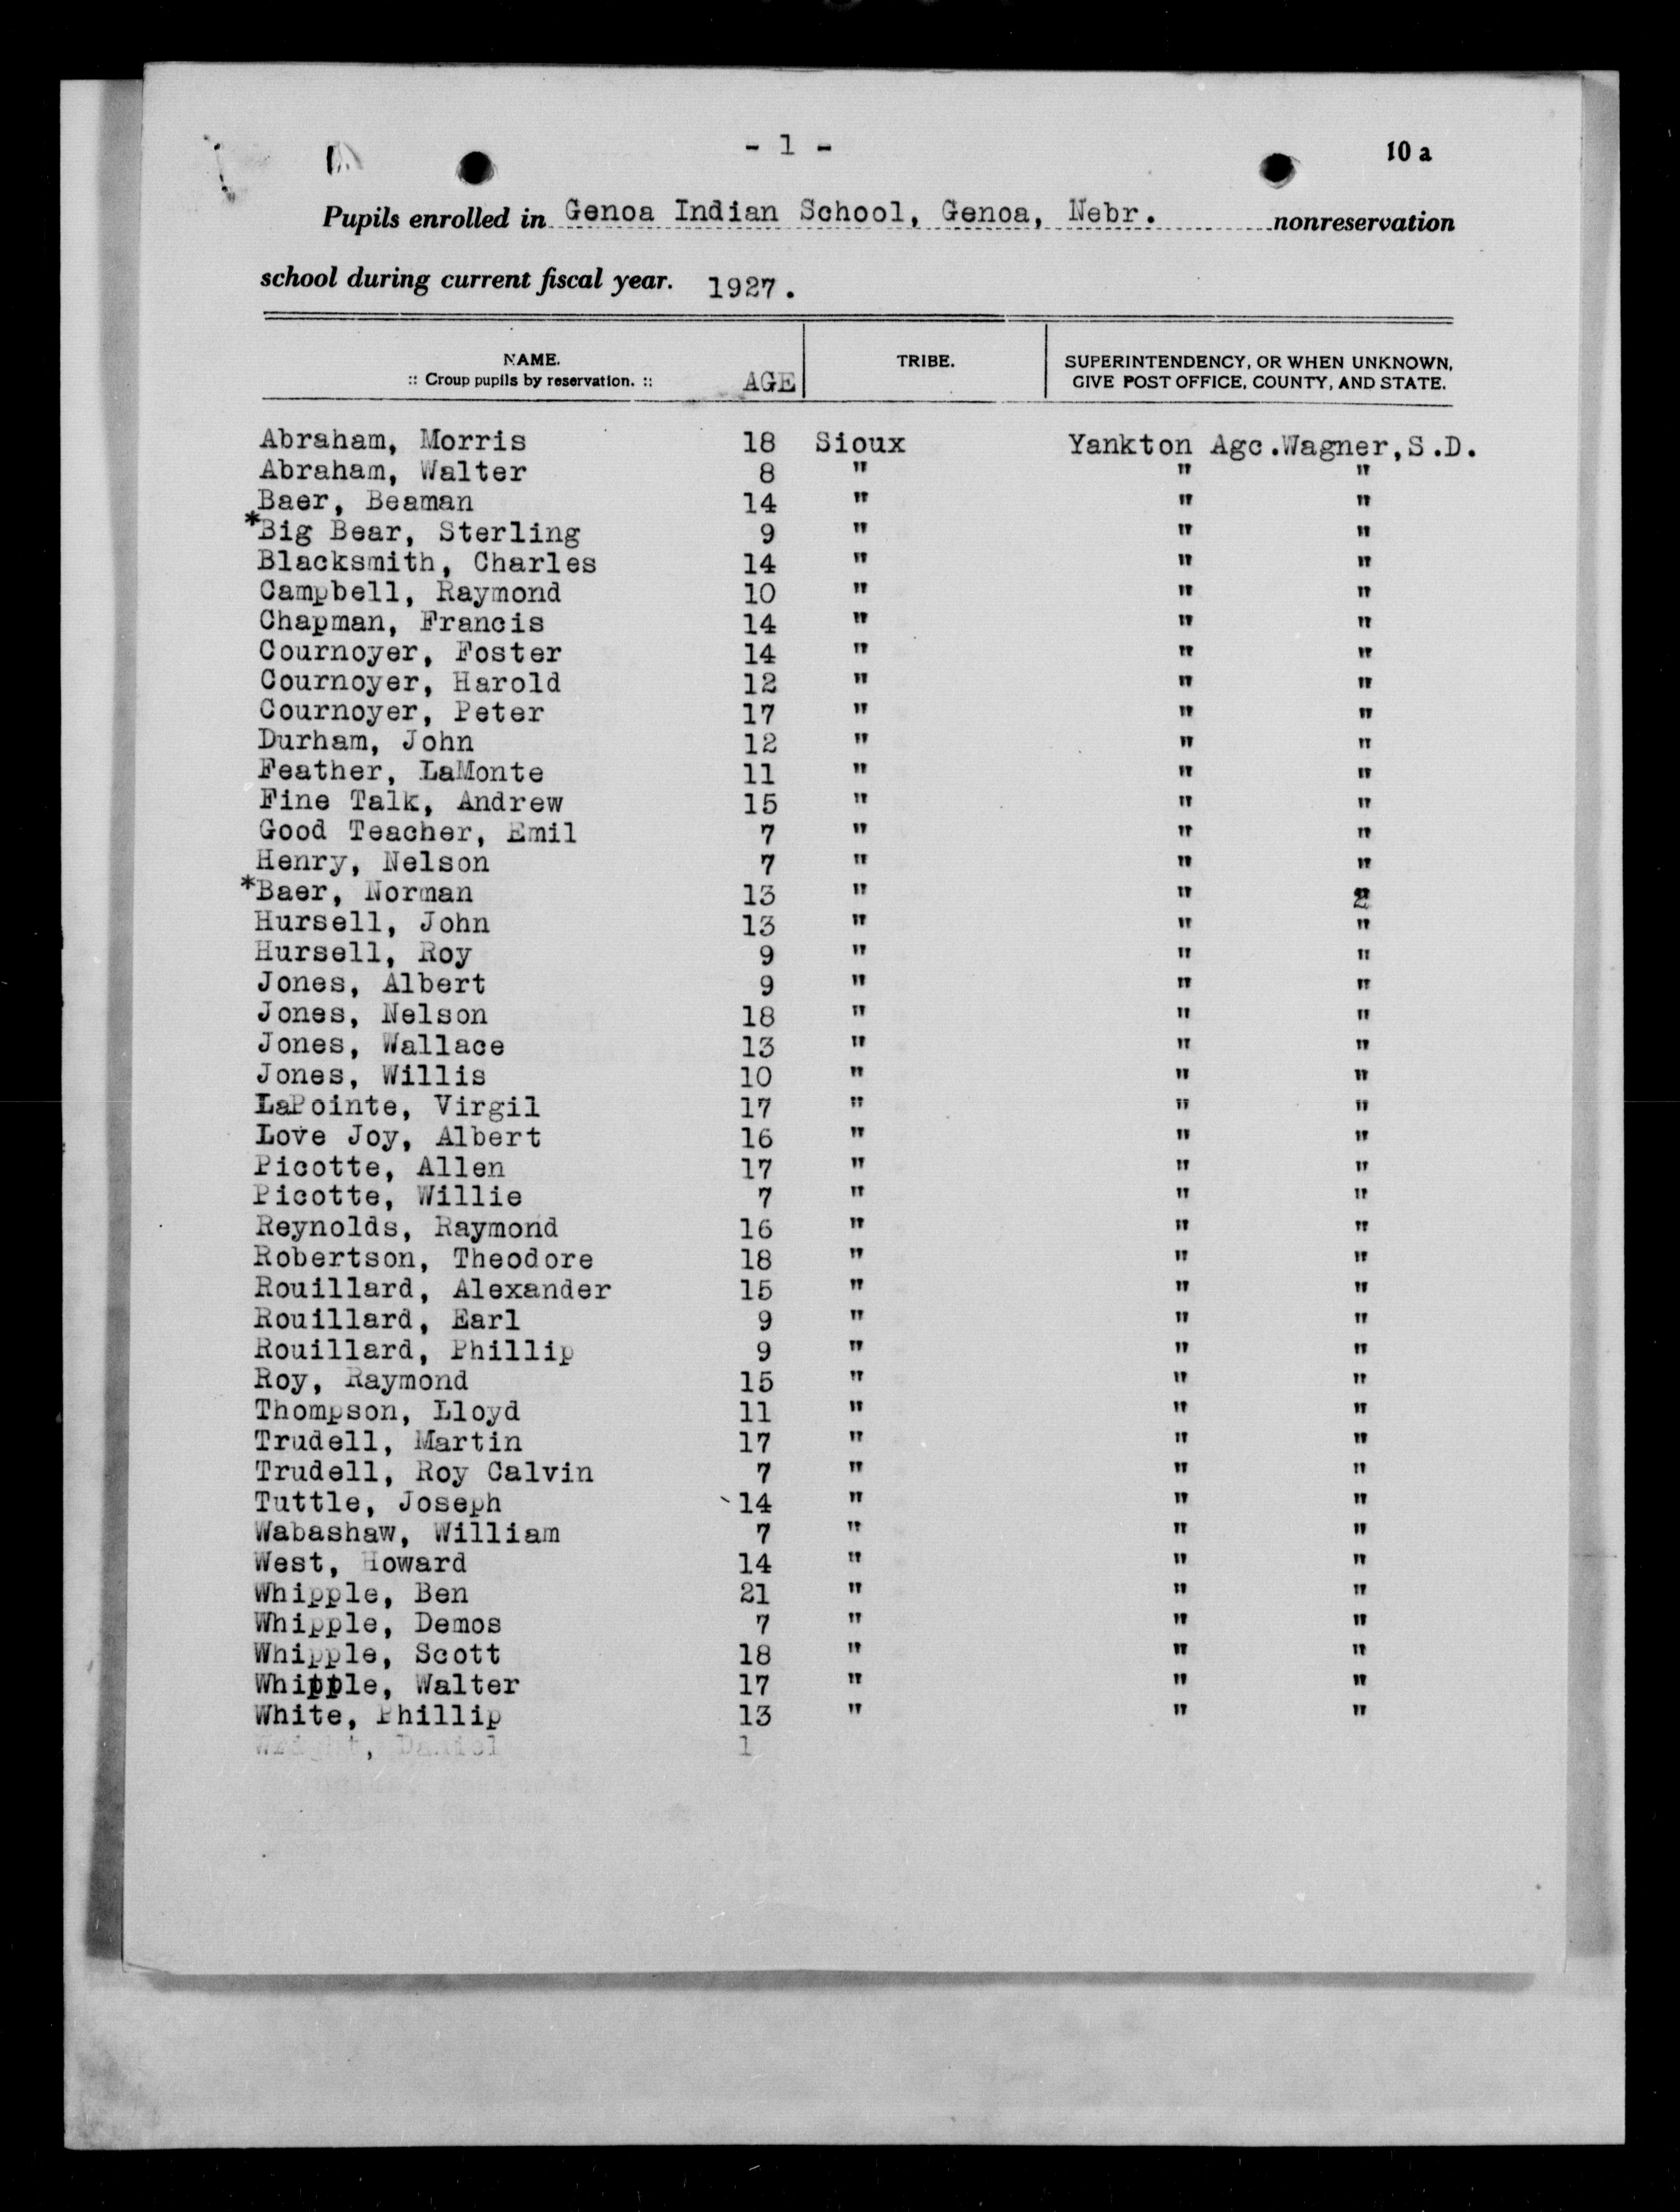 - 1 -
10 a
Pupils enrolled in Genoa Indian School, Genoa, Nebr. nonreservation
school during current fiscal year. 1927.
NAME. TRIBE. SUPERINTENDENCY, OR WHEN UNKNOWN,
:: Group pupils by reservation. :: AGE GIVE POST OFFICE, COUNTY, AND STATE.
Abraham, Morris 18 Sioux Yankton Agc.Wagner,S.D.
Abraham, Walter 8 " " "
Baer, Beaman 14 " " "
*Big Bear, Sterling 9 " " "
Blacksmith, Charles 14 " " "
Campbell, Raymond 10 " " "
Chapman, Francis 14 " " "
Cournoyer, Foster 14 " " "
Cournoyer, Harold 12 " " "
Cournoyer, Peter 17 " " "
Durham, John 12 " " "
Feather, LaMonte 11 " " "
Fine Talk, Andrew 15 " " "
Good Teacher, Emil 7 " " "
Henry, Nelson 7 " " "
*Baer, Norman 13 " " "
Hursell, John 13 " " "
Hursell, Roy 9 " " "
Jones, Albert 9 " " "
Jones, Nelson 18 " " "
Jones, Wallace 13 " " "
Jones, Willis 10 " " "
LaPointe, Virgil 17 " " "
Love Joy, Albert 16 " " "
Picotte, Allen 17 " " "
Picotte, Willie 7 " " "
Reynolds, Raymond 16 " " "
Robertson, Theodore 18 " " "
Rouillard, Alexander 15 " " "
Rouillard, Earl 9 " " "
Rouillard, Phillip 9 " " "
Roy, Raymond 15 " " "
Thompson, Lloyd 11 " " "
Trudell, Martin 17 " " "
Trudell, Roy Calvin 7 " " "
Tuttle, Joseph 14 " " "
Wabashaw, William 7 " " "
West, Howard 14 " " "
Whipple, Ben 21 " " "
Whipple, Demos 7 " " "
Whipple, Scott 18 " " "
Whipple, Walter 17 " " "
White, Phillip 13 " " "
Wright, Daniel 1